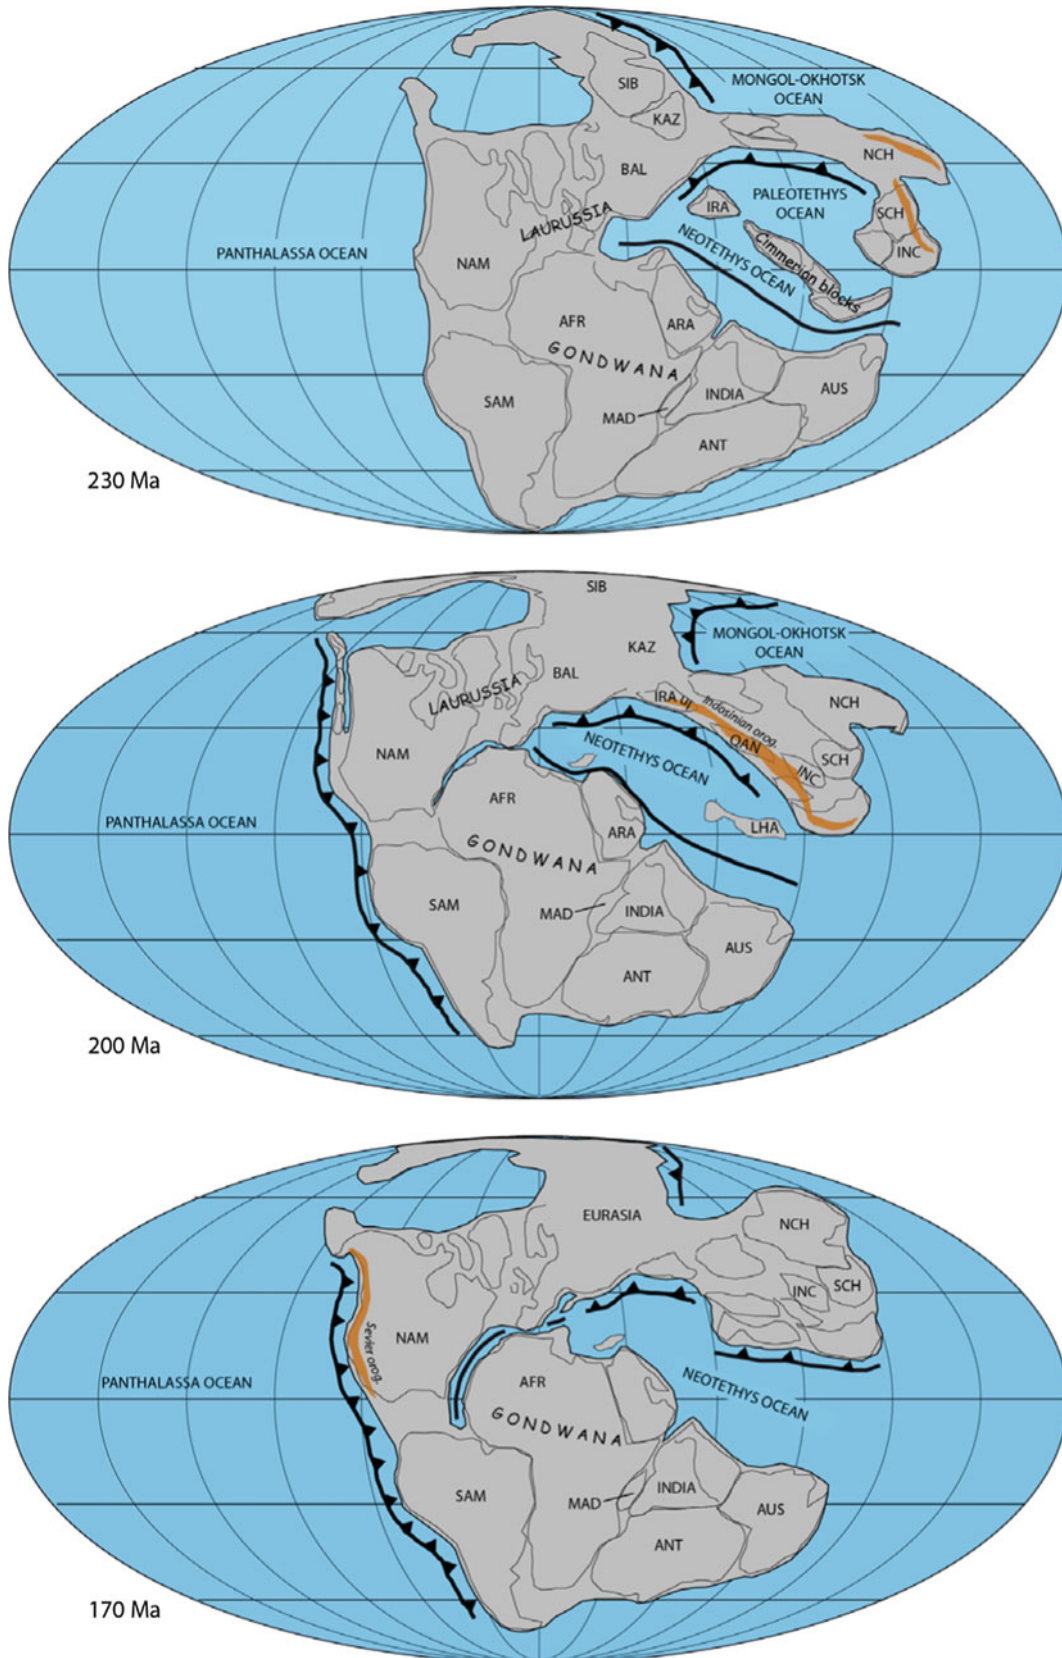 SIB
MONGOL-OKHOTSK
OCEAN
KAZ
NCH
BAL
PALEOTETHYS
OCEAN
IRA
SCH
LAURUSSIA
INC
PANTHALASSA OCEAN
NAM
NEOTETHYS OCEAN
Cimmerian blocks
AFR
ARA
GONDWANA
SAM
INDIA
AUS
MAD
ANT
230 Ma
SIB
MONGOL-OKHOTSK
OCEAN
KAZ
BAL
LAURUSSIA
IRA
UJ
Indosinian orog.
NCH
QAN
SCH
NEOTETHYS OCEAN
INC
NAM
AFR
PANTHALASSA OCEAN
ARA
LHA
GONDWANA
SAM
MAD
INDIA
AUS
ANT
200 Ma
EURASIA
NCH
INC
SCH
NAM
Sevier orog.
PANTHALASSA OCEAN
AFR
NEOTETHYS OCEAN
GONDWANA
SAM
MAD
INDIA
AUS
ANT
170 Ma